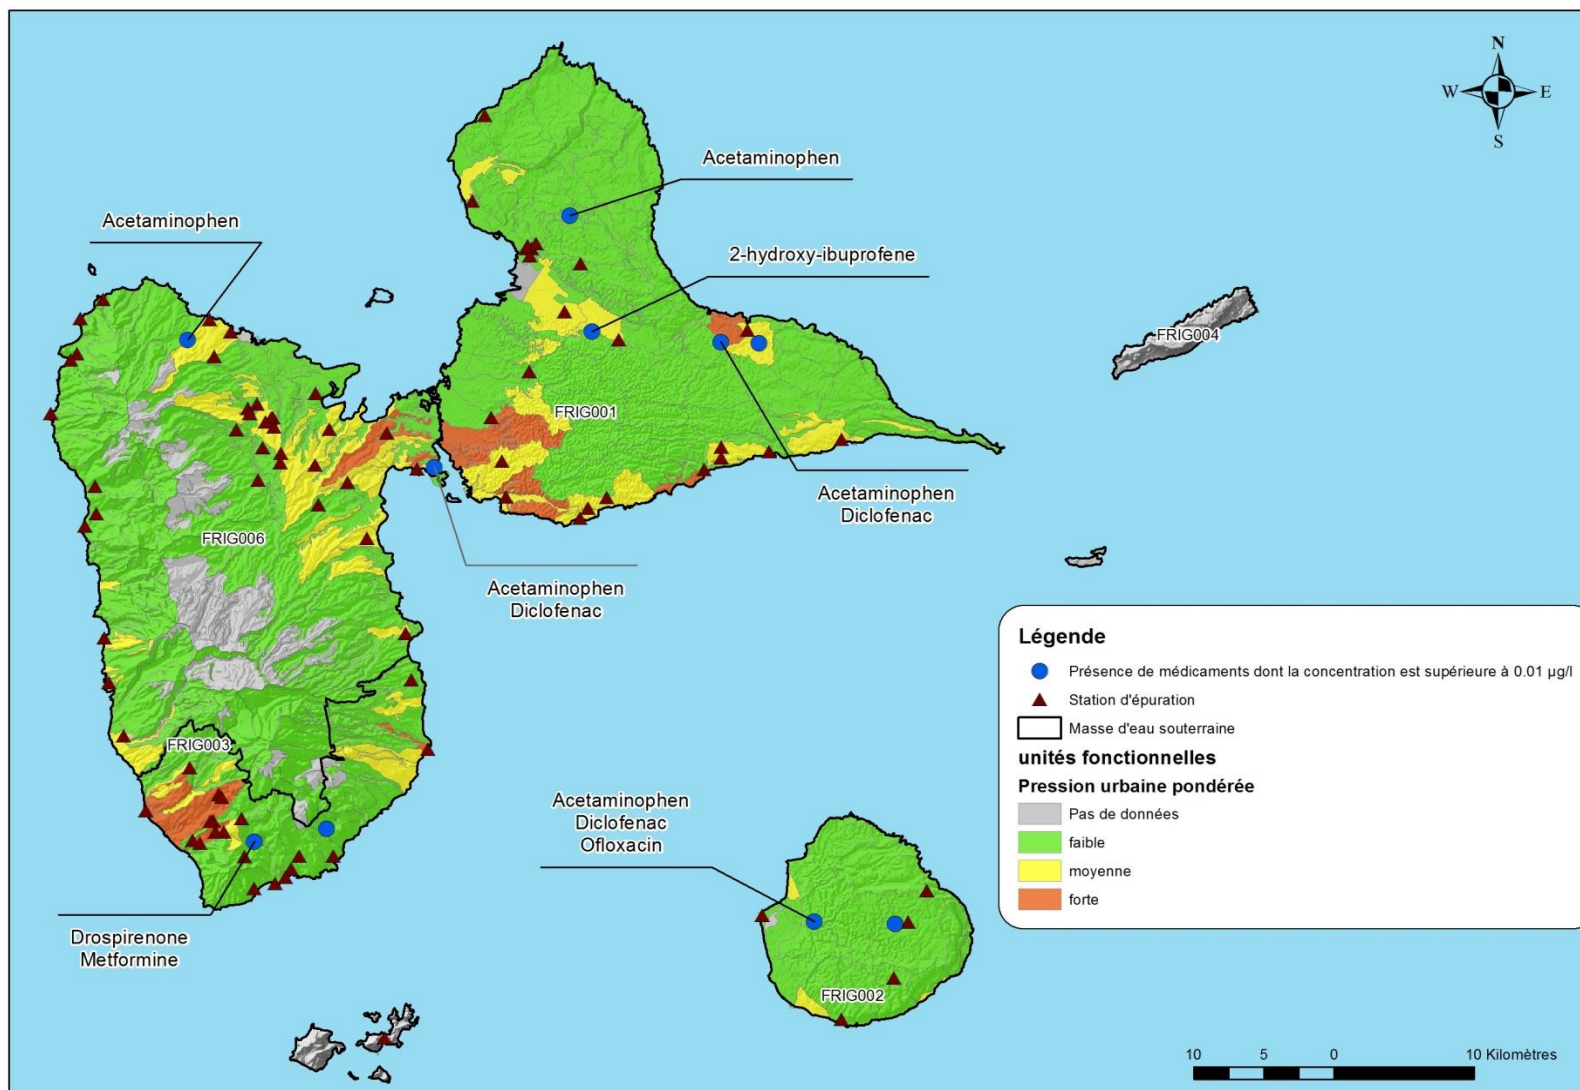 N
W E
S
Acetaminophen
Acetaminophen
2-hydroxy-ibuprofene
FRIG004
FRIG001
Acetaminophen
Diclofenac
FRIG006
Acetaminophen
Diclofenac
FRIG003
Drospirenone
Metformine
Acetaminophen
Diclofenac
Ofloxacin
FRIG002
Légende
Présence de médicaments dont la concentration est supérieure à 0.01 µg/l
Station d'épuration
Masse d'eau souterraine
unités fonctionnelles
Pression urbaine pondérée
Pas de données
faible
moyenne
forte
10 5 0 10 Kilomètres